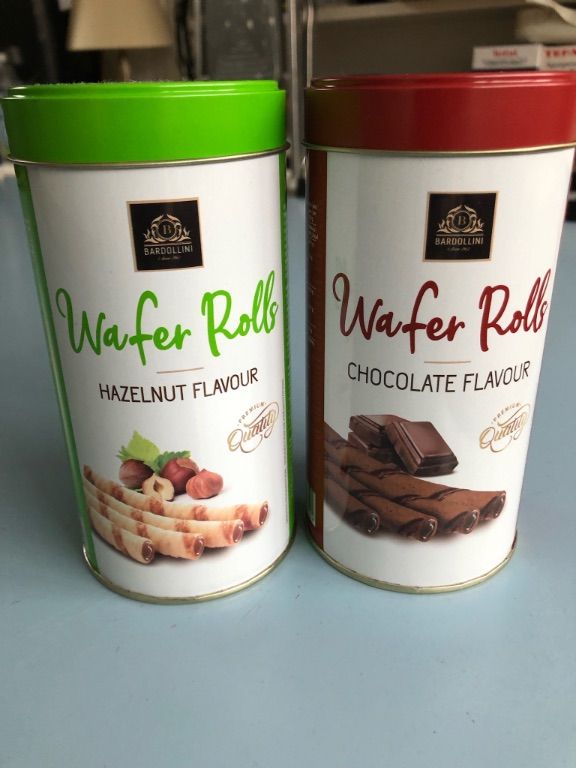 B
BARDOLLINI
Wafer Rolls
HAZELNUT FLAVOUR
PREMIUM
Quality
B
BARDOLLINI
Wafer Rolls
CHOCOLATE FLAVOUR
PREMIUM
Quality